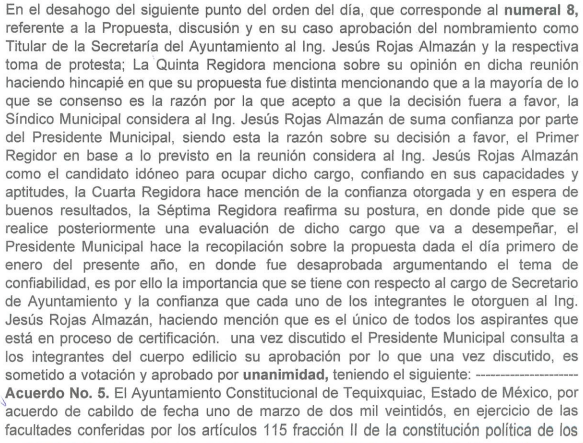 En el desahogo del siguiente punto del orden del día, que corresponde al numeral 8,
referente a la Propuesta, discusión y en su caso aprobación del nombramiento como
Titular de la Secretaría del Ayuntamiento al Ing. Jesús Rojas Almazán y la respectiva
toma de protesta; La Quinta Regidora menciona sobre su opinión en dicha reunión
haciendo hincapié en que su propuesta fue distinta mencionando que a la mayoría de lo
que se consenso es la razón por la que acepto a que la decisión fuera a favor, la
Síndico Municipal considera al Ing. Jesús Rojas Almazán de suma confianza por parte
del Presidente Municipal, siendo esta la razón sobre su decisión a favor, el Primer
Regidor en base a lo previsto en la reunión considera al Ing. Jesús Rojas Almazán
como el candidato idóneo para ocupar dicho cargo, confiando en sus capacidades y
aptitudes, la Cuarta Regidora hace mención de la confianza otorgada y en espera de
buenos resultados, la Séptima Regidora reafirma su postura, en donde pide que se
realice posteriormente una evaluación de dicho cargo que va a desempeñar, el
Presidente Municipal hace la recopilación sobre la propuesta dada el día primero de
enero del presente año, en donde fue desaprobada argumentando el tema de
confiabilidad, es por ello la importancia que se tiene con respecto al cargo de Secretario
de Ayuntamiento y la confianza que cada uno de los integrantes le otorguen al Ing.
Jesús Rojas Almazán, haciendo mención que es el único de todos los aspirantes que
está en proceso de certificación. una vez discutido el Presidente Municipal consulta a
los integrantes del cuerpo edilicio su aprobación por lo que una vez discutido, es
sometido a votación y aprobado por unanimidad, teniendo el siguiente: ---------------------
Acuerdo No. 5. El Ayuntamiento Constitucional de Tequixquiac, Estado de México, por
acuerdo de cabildo de fecha uno de marzo de dos mil veintidós, en ejercicio de las
facultades conferidas por los artículos 115 fracción II de la constitución política de los